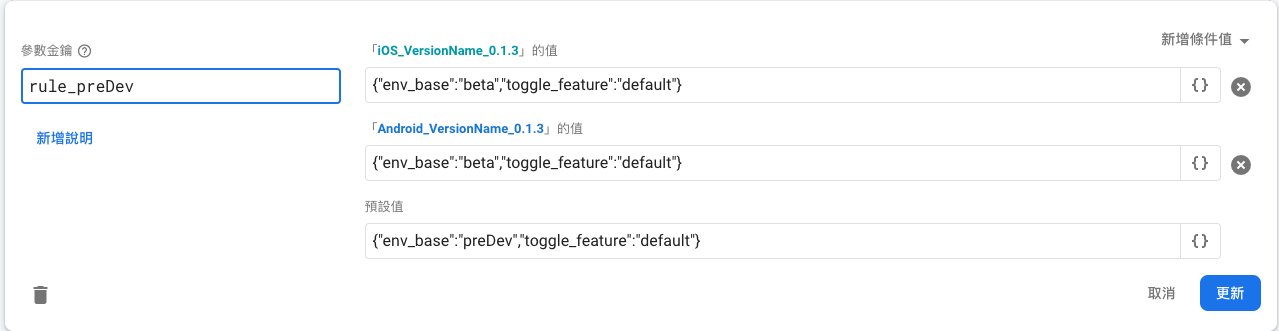 參數金鑰
rule_preDev
新增說明
新增條件值
「iOS_VersionName_0.1.3」的值
{"env_base":"beta","toggle_feature":"default"}
{}
「Android_VersionName_0.1.3」的值
{"env_base":"beta","toggle_feature":"default"}
{}
預設值
{"env_base":"preDev","toggle_feature":"default"}
{}
取消
更新